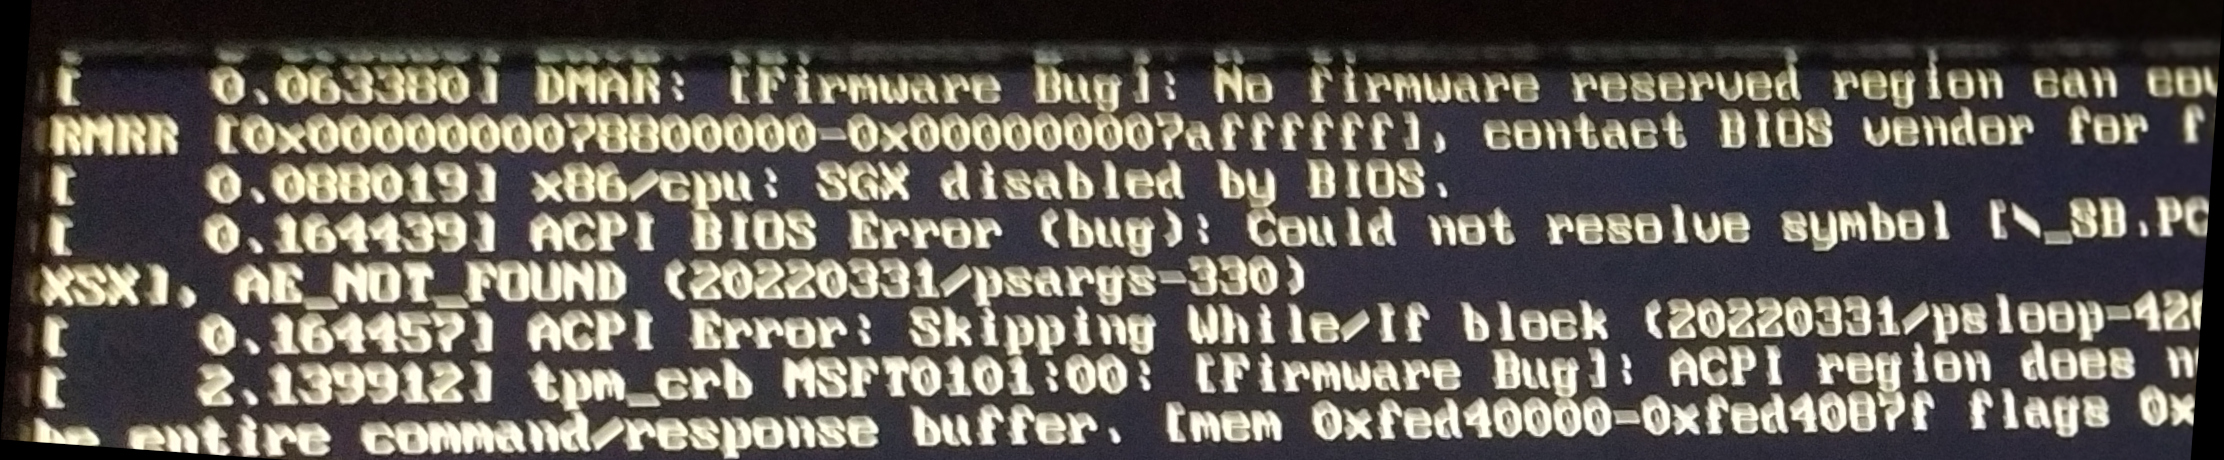 [    0.063380] DMAR: [Firmware Bug]: No firmware reserved region can
RMRR [0x0000000078800000-0x000000007affffff], contact BIOS vendor for f
[    0.088019] x86/cpu: SGX disabled by BIOS.
[    0.164439] ACPI BIOS Error (bug): Could not resolve symbol [\_SB.PC
XSX], AE_NOT_FOUND (20220331/psargs-330)
[    0.164457] ACPI Error: Skipping While/If block (20220331/psloop-42
[    2.139912] tpm_crb MSFT0101:00: [Firmware Bug]: ACPI region does n
he entire command/response buffer. [mem 0xfed40000-0xfed4087f flags 0x